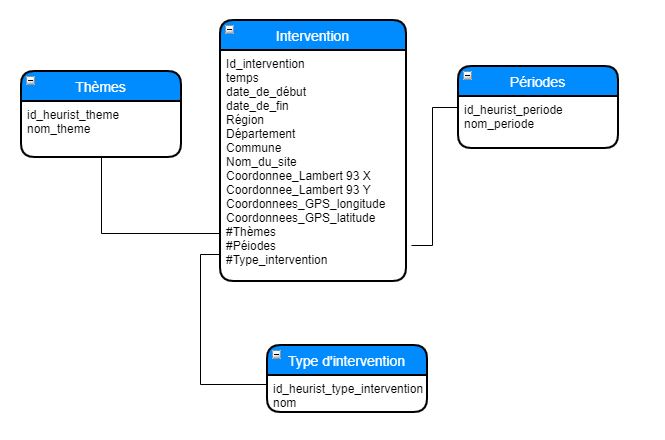 Intervention
Id_intervention
temps
date_de_début
date_de_fin
Région
Département
Commune
Nom_du_site
Coordonnee_Lambert 93 X
Coordonnee_Lambert 93 Y
Coordonnees_GPS_longitude
Coordonnees_GPS_latitude
#Thèmes
#Péiodes
#Type_intervention
Thèmes
id_heurist_theme
nom_theme
Périodes
id_heurist_periode
nom_periode
Type d'intervention
id_heurist_type_intervention
nom